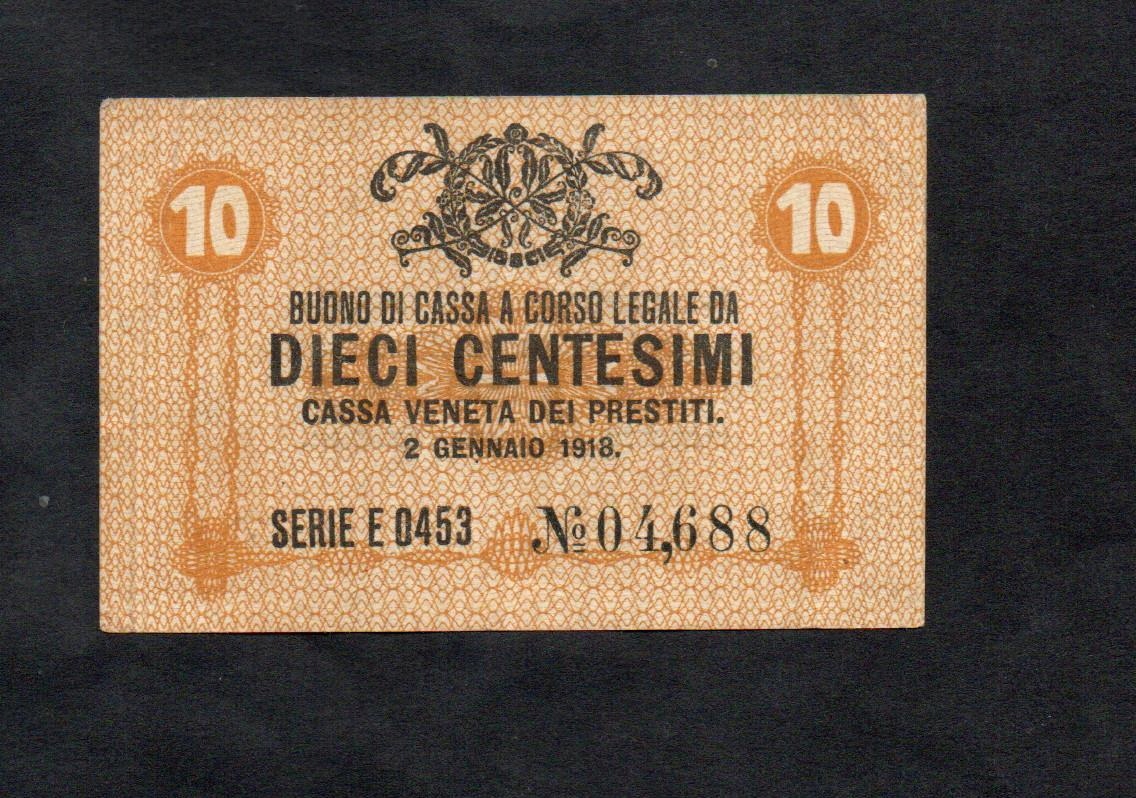 10 10
BUONO DI CASSA A CORSO LEGALE DA
DIECI CENTESIMI
CASSA VENETA DEI PRESTITI.
2 GENNAIO 1918.
SERIE E 0453 № 04,688